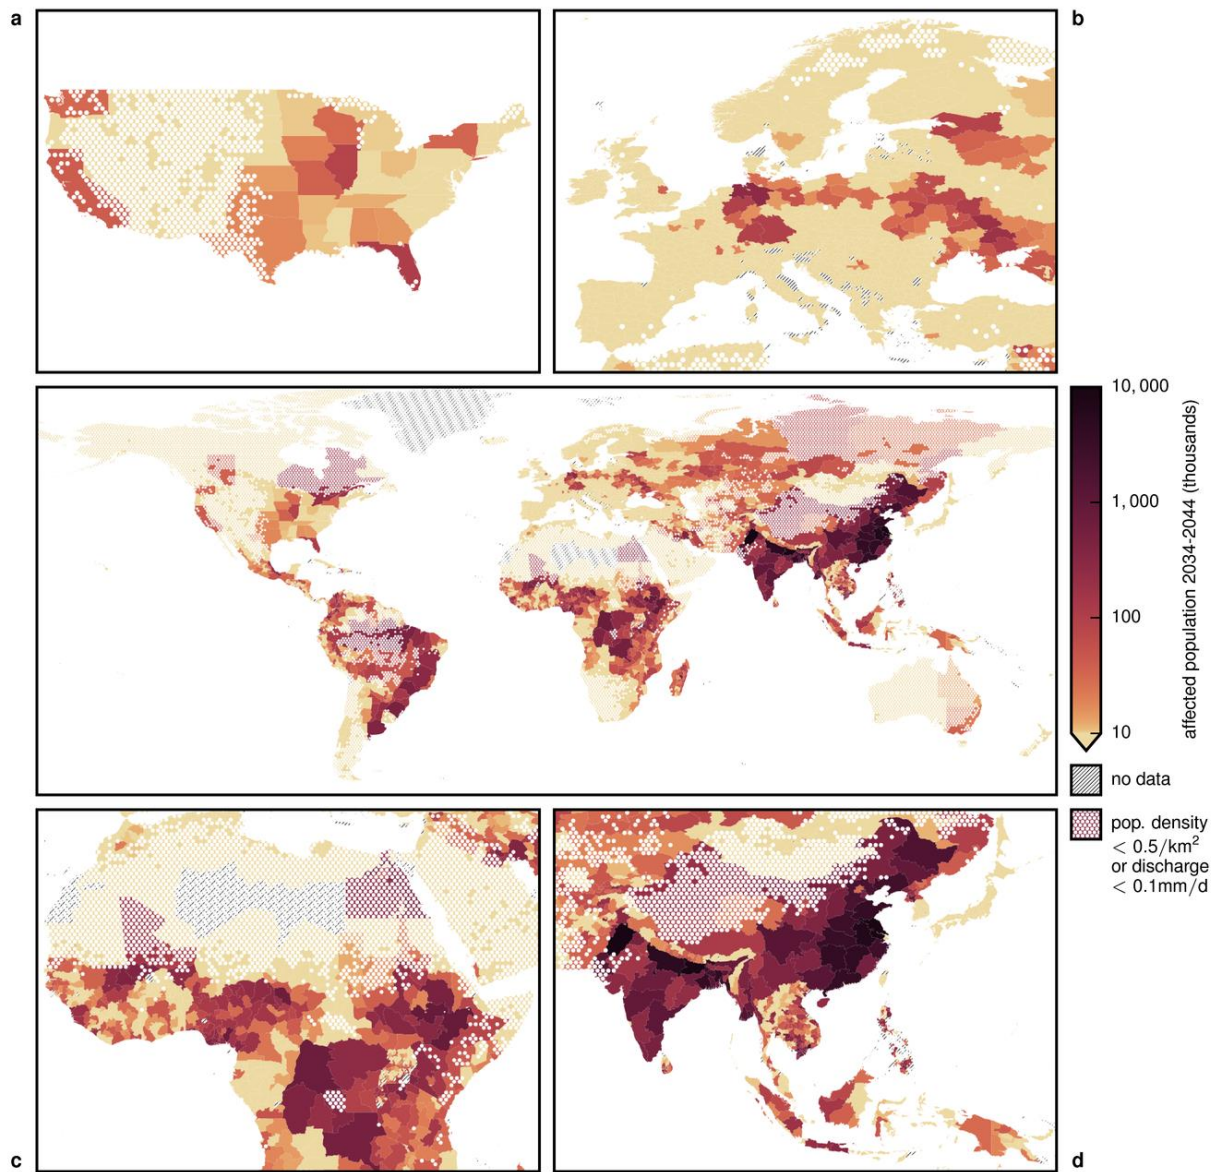 a
b
10, 000
1, 000
100
10
affected population 2034-2044 (thousands)
no data
pop. density
< 0.5/km²
or discharge
< 0.1mm/d
c
d